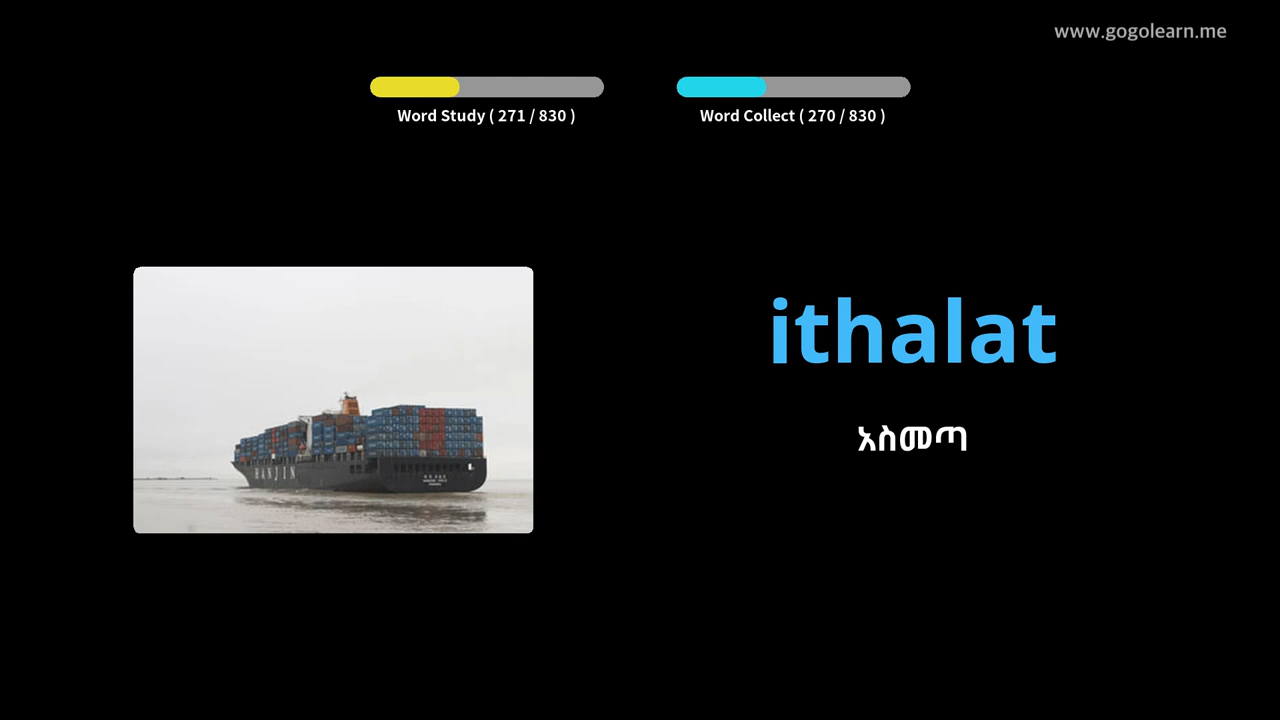 www.gogolearn.me
Word Study ( 271 / 830 )
Word Collect ( 270 / 830 )
ithalat
አስመጣ
HANJIN